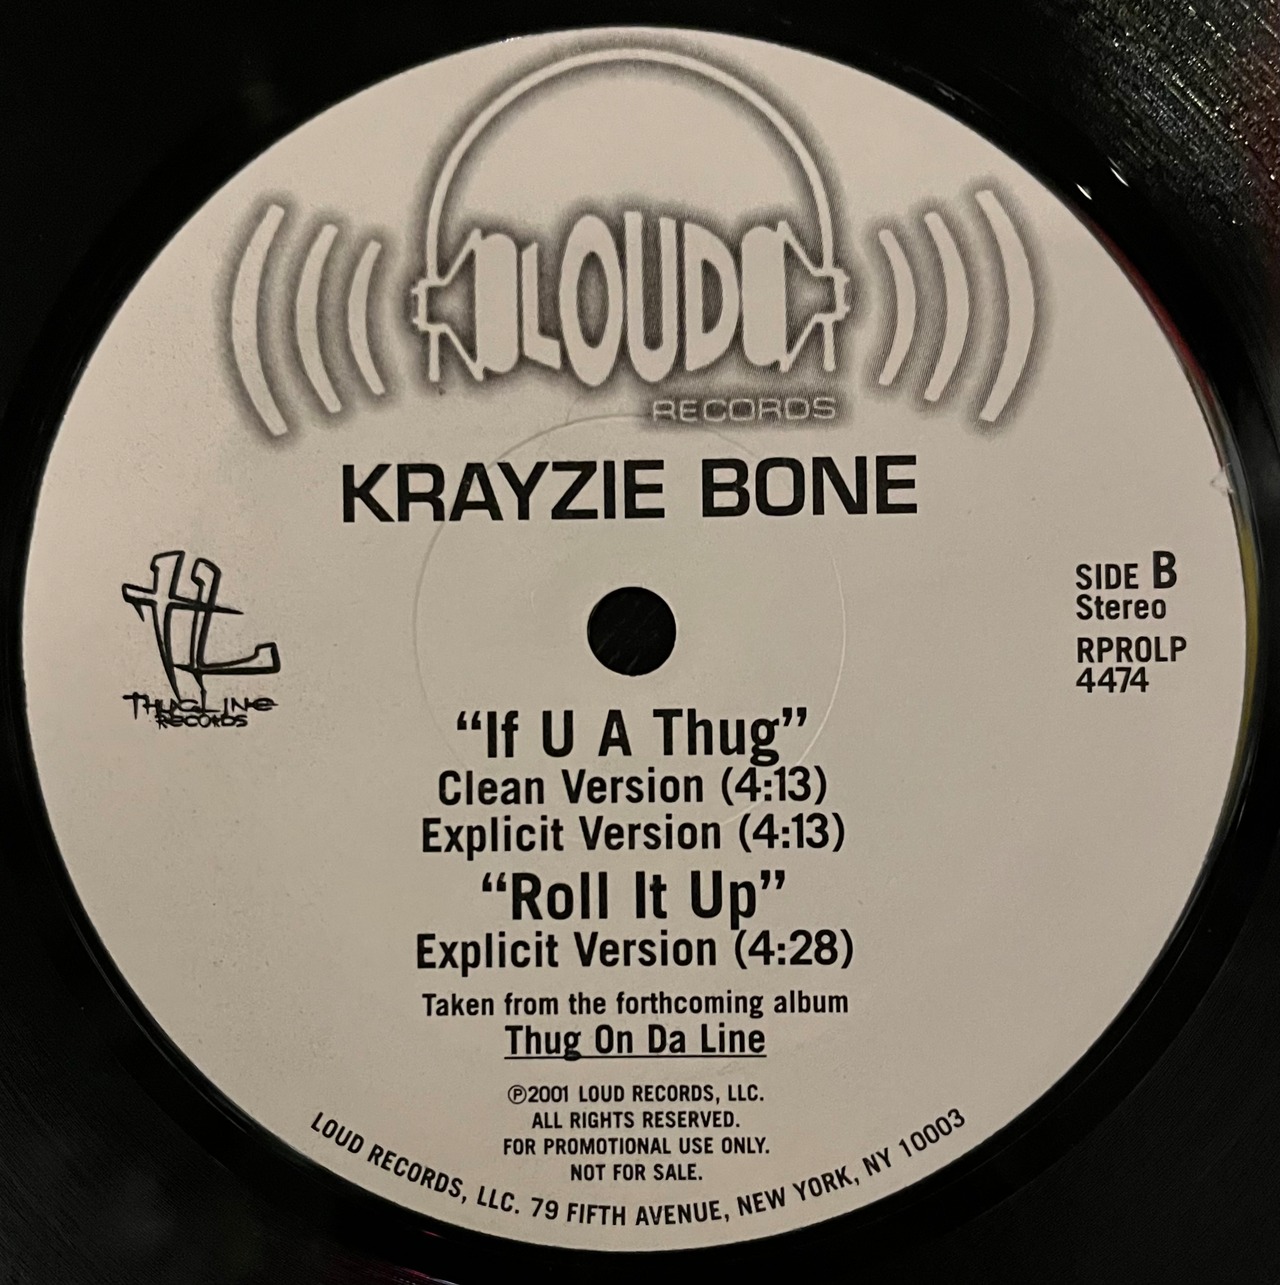 LOUD
RECORDS
KRAYZIE BONE
THUGLINE
RECORDS
SIDE B
Stereo
RPROLP
4474
“If U A Thug”
Clean Version (4:13)
Explicit Version (4:13)
“Roll It Up”
Explicit Version (4:28)
Taken from the forthcoming album
Thug On Da Line
℗2001 LOUD RECORDS, LLC.
ALL RIGHTS RESERVED.
FOR PROMOTIONAL USE ONLY.
NOT FOR SALE.
LOUD RECORDS, LLC. 79 FIFTH AVENUE, NEW YORK, NY 10003